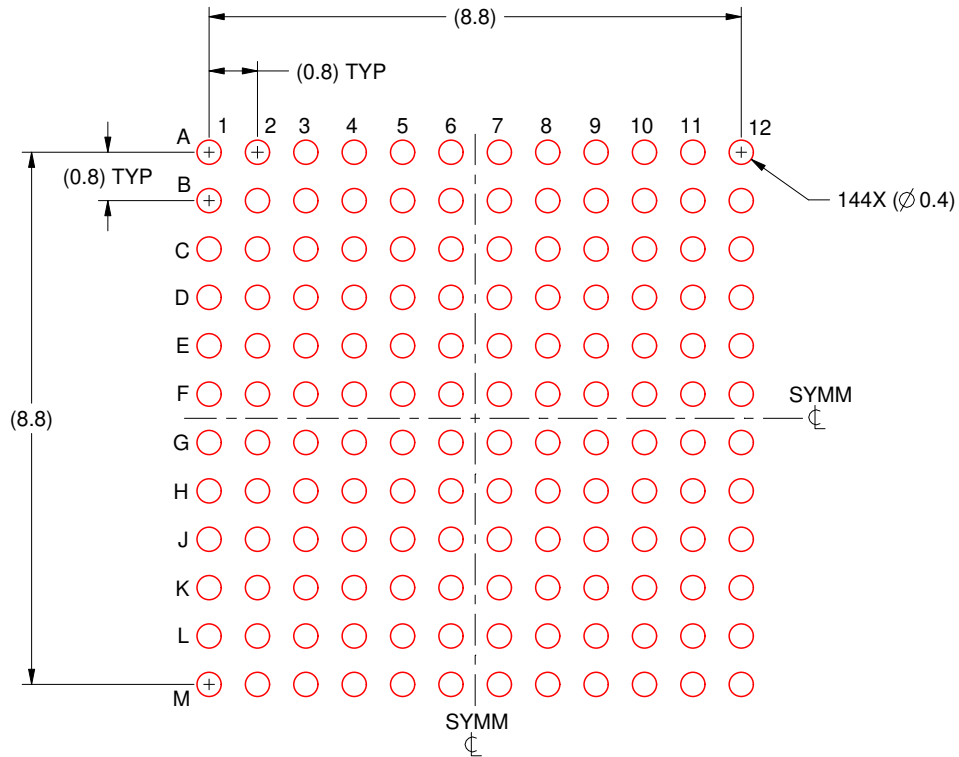 (8.8)
(0.8) TYP
1 2 3 4 5 6 7 8 9 10 11 12
A
(0.8) TYP
B
144X (∅ 0.4)
C
D
E
F
SYMM
℄
(8.8)
G
H
J
K
L
M
SYMM
℄